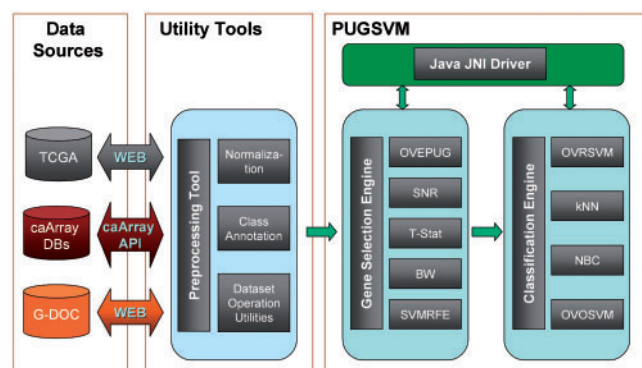 Data
Sources
Utility Tools
PUGSVM
Java JNI Driver
TCGA
WEB
caArray
DBs
caArray
API
G-DOC
WEB
Preprocessing Tool
Normaliza-
tion
Class
Annotation
Dataset
Operation
Utilities
Gene Selection Engine
OVEPUG
SNR
T-Stat
BW
SVMRFE
Classification Engine
OVRSVM
kNN
NBC
OVOSVM